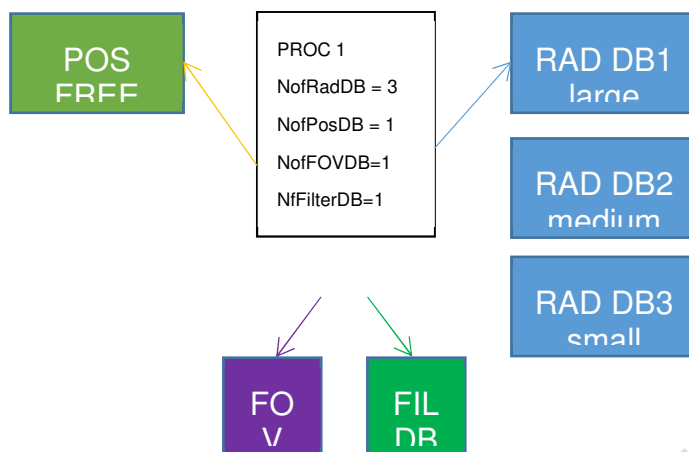 POS
FREE
PROC 1
NofRadDB = 3
NofPosDB = 1
NofFOVDB=1
NfFilterDB=1
RAD DB1
large
RAD DB2
medium
RAD DB3
small
FO
V
FIL
DB